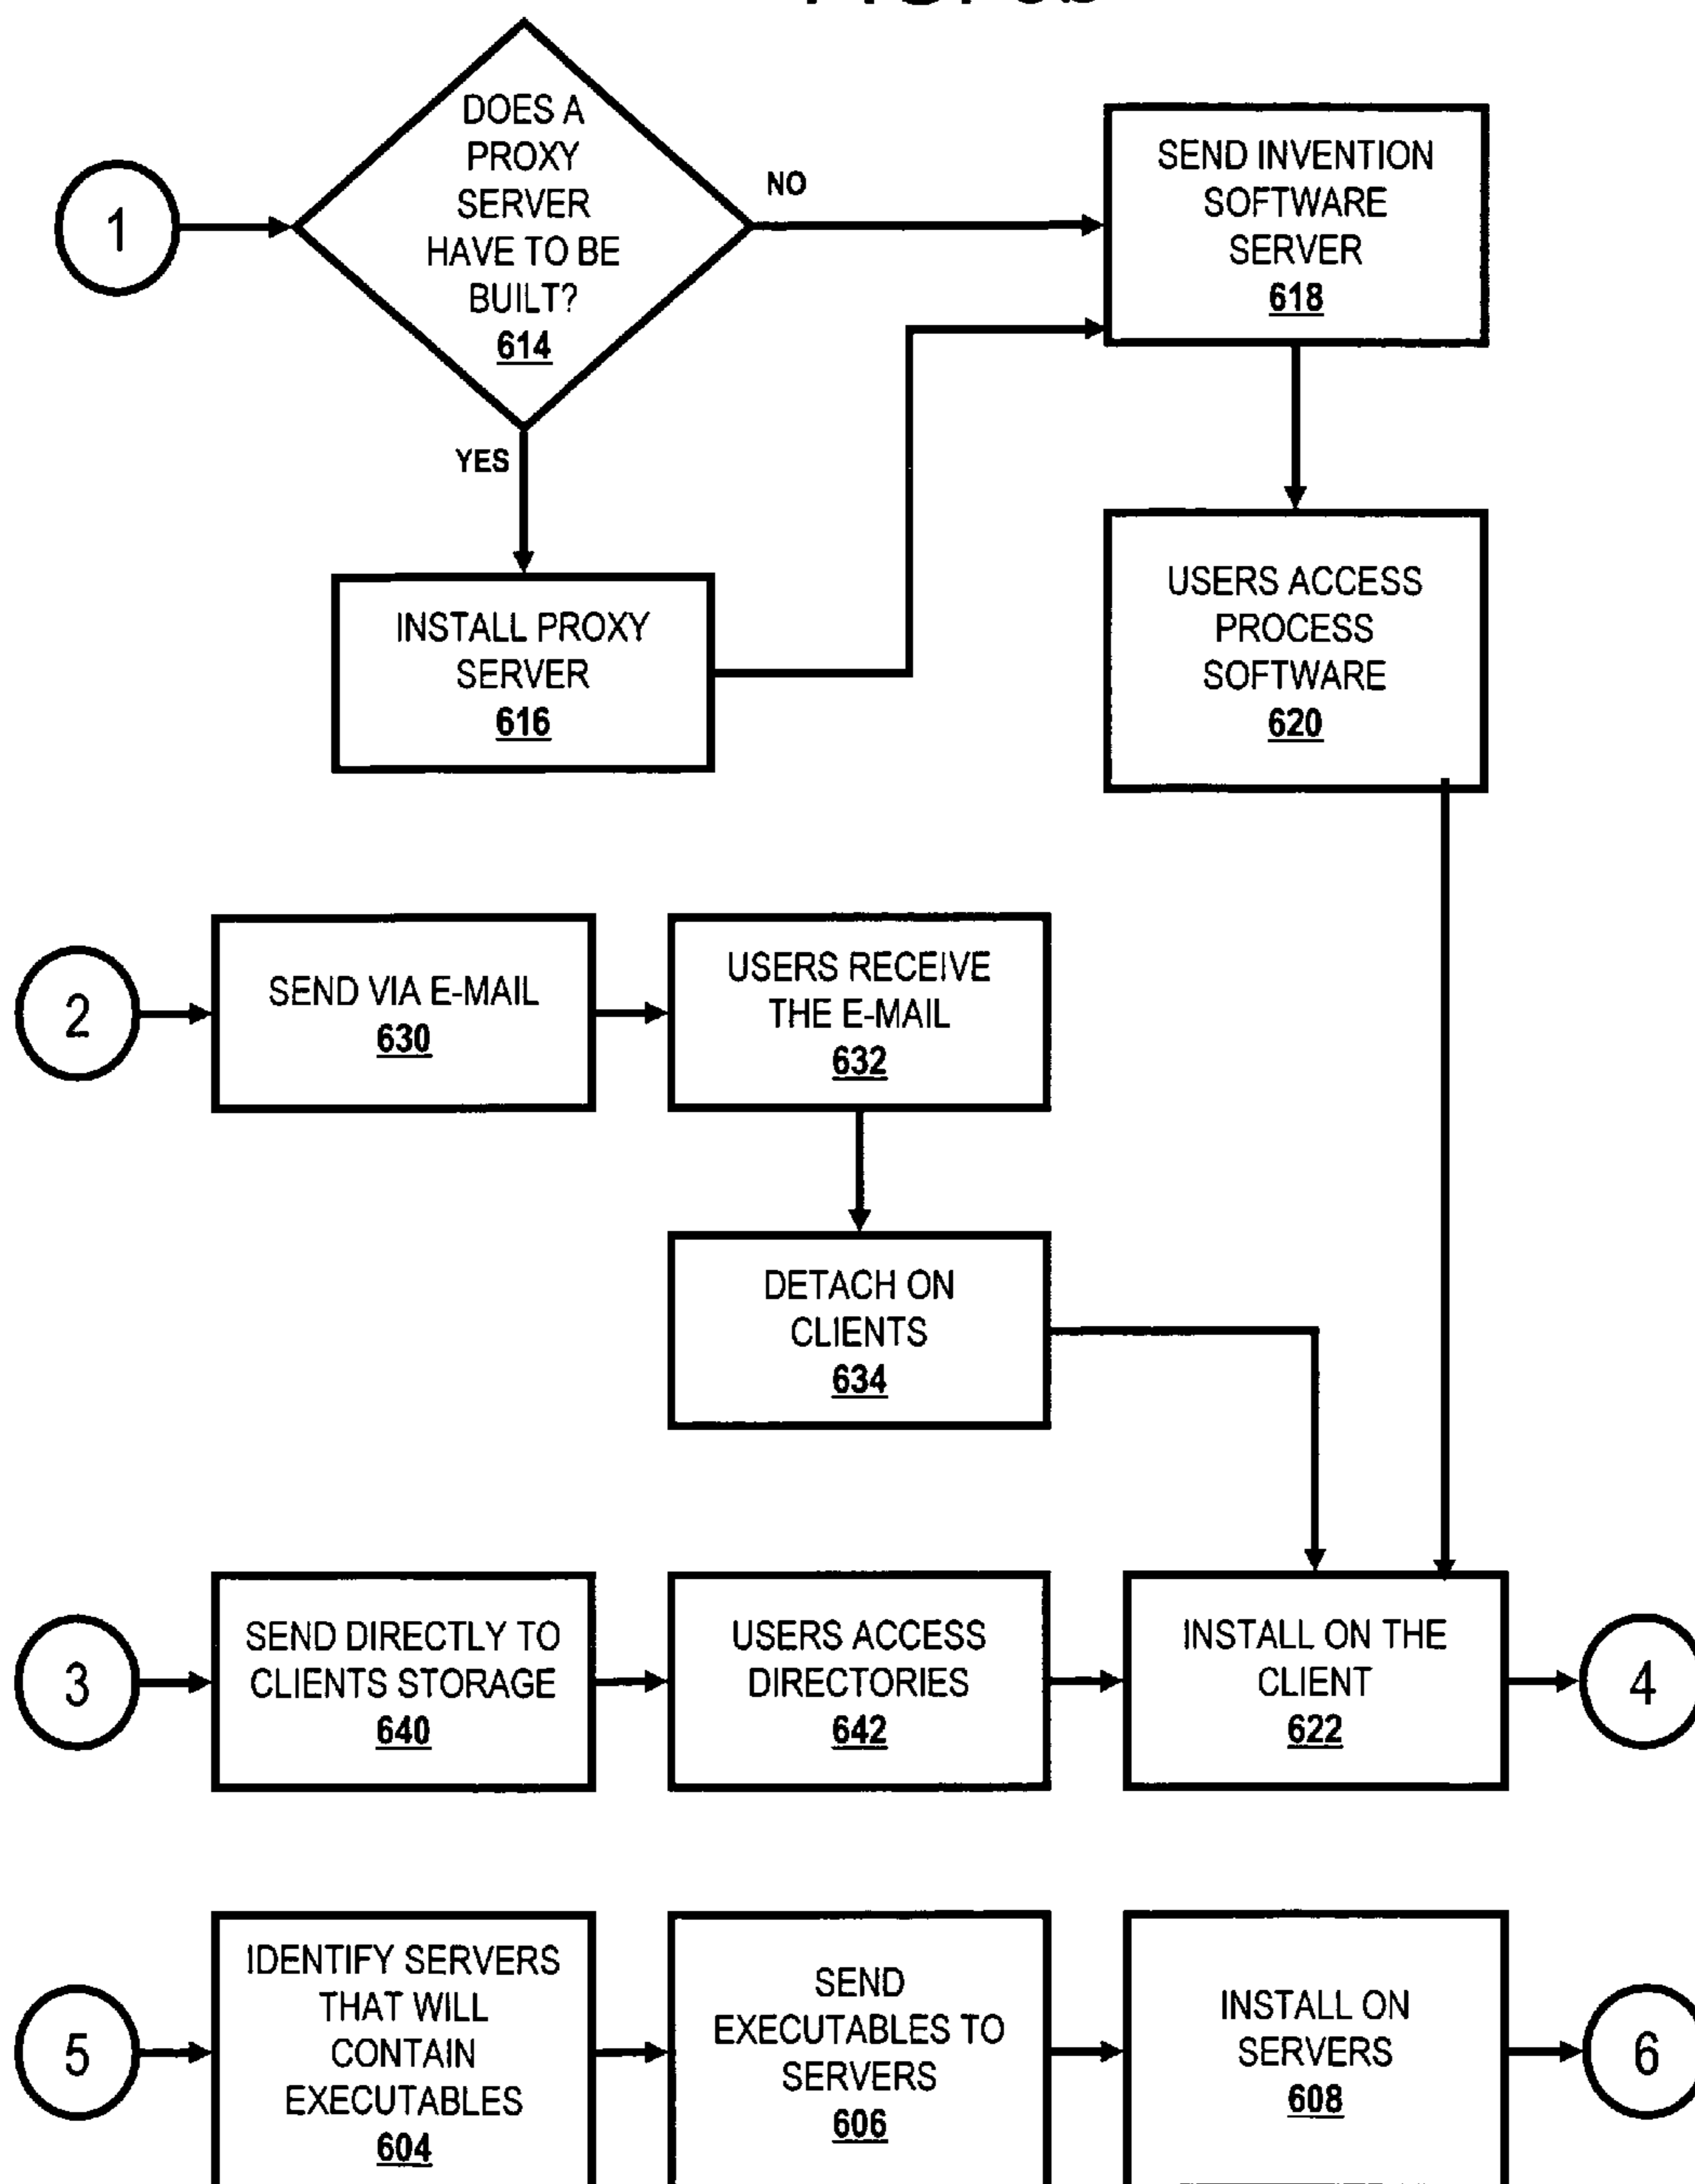 1
DOES A
PROXY
SERVER
HAVE TO BE
BUILT?
614
NO
YES
SEND INVENTION
SOFTWARE
SERVER
618
INSTALL PROXY
SERVER
616
USERS ACCESS
PROCESS
SOFTWARE
620
2
SEND VIA E-MAIL
630
USERS RECEIVE
THE E-MAIL
632
DETACH ON
CLIENTS
634
3
SEND DIRECTLY TO
CLIENTS STORAGE
640
USERS ACCESS
DIRECTORIES
642
INSTALL ON THE
CLIENT
622
4
5
IDENTIFY SERVERS
THAT WILL
CONTAIN
EXECUTABLES
604
SEND
EXECUTABLES TO
SERVERS
606
INSTALL ON
SERVERS
608
6